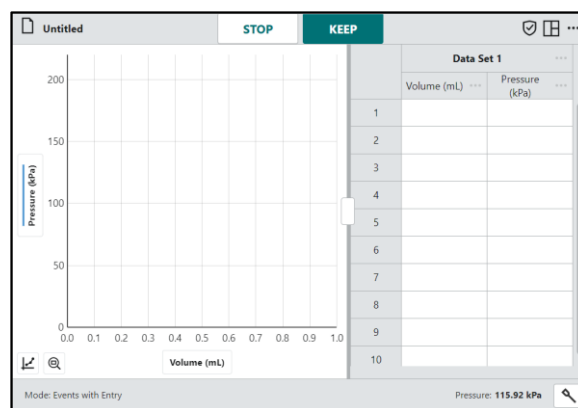 Untitled
STOP
KEEP
...
Data Set 1 ...
Volume (mL) ... Pressure (kPa) ...
1
2
3
4
5
6
7
8
9
10
220
200
150
100
50
0
Pressure (kPa)
0.0 0.1 0.2 0.3 0.4 0.5 0.6 0.7 0.8 0.9 1.0
Volume (mL)
Mode: Events with Entry
Pressure: 115.92 kPa